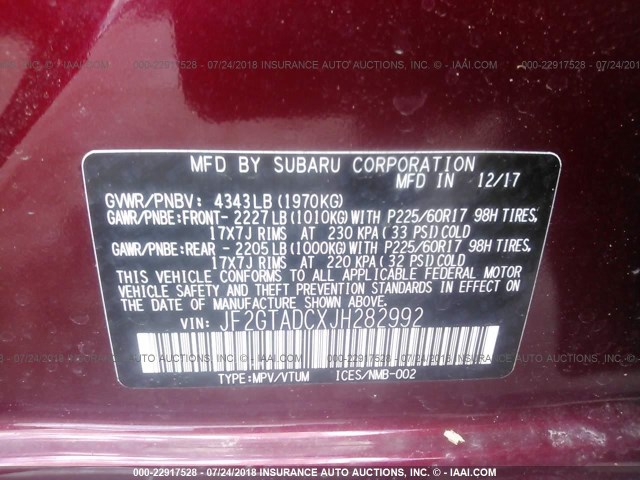 000-22917528 - 07/24/2018 INSURANCE AUTO AUCTIONS, INC. © - IAAI.COM
MFD BY SUBARU CORPORATION
MFD IN 12/17
GVWR/PNBV: 4343LB (1970KG)
GAWR/PNBE:FRONT- 2227LB (1010KG) WITH P225/60R17 98H TIRES,
17X7J RIMS AT 230 KPA (33 PSI) COLD
GAWR/PNBE:REAR - 2205LB (1000KG) WITH P225/60R17 98H TIRES,
17X7J RIMS AT 220 KPA (32 PSI) COLD
THIS VEHICLE CONFORMS TO ALL APPLICABLE FEDERAL MOTOR
VEHICLE SAFETY AND THEFT PREVENTION STANDARDS IN EFFECT ON
THE DATE OF MANUFACTURE SHOWN ABOVE.
VIN: JF2GTADCXJH282992
TYPE:MPV/VTUM ICES/NMB-002
000-22917528 - 07/24/2018 INSURANCE AUTO AUCTIONS, INC. © - IAAI.COM